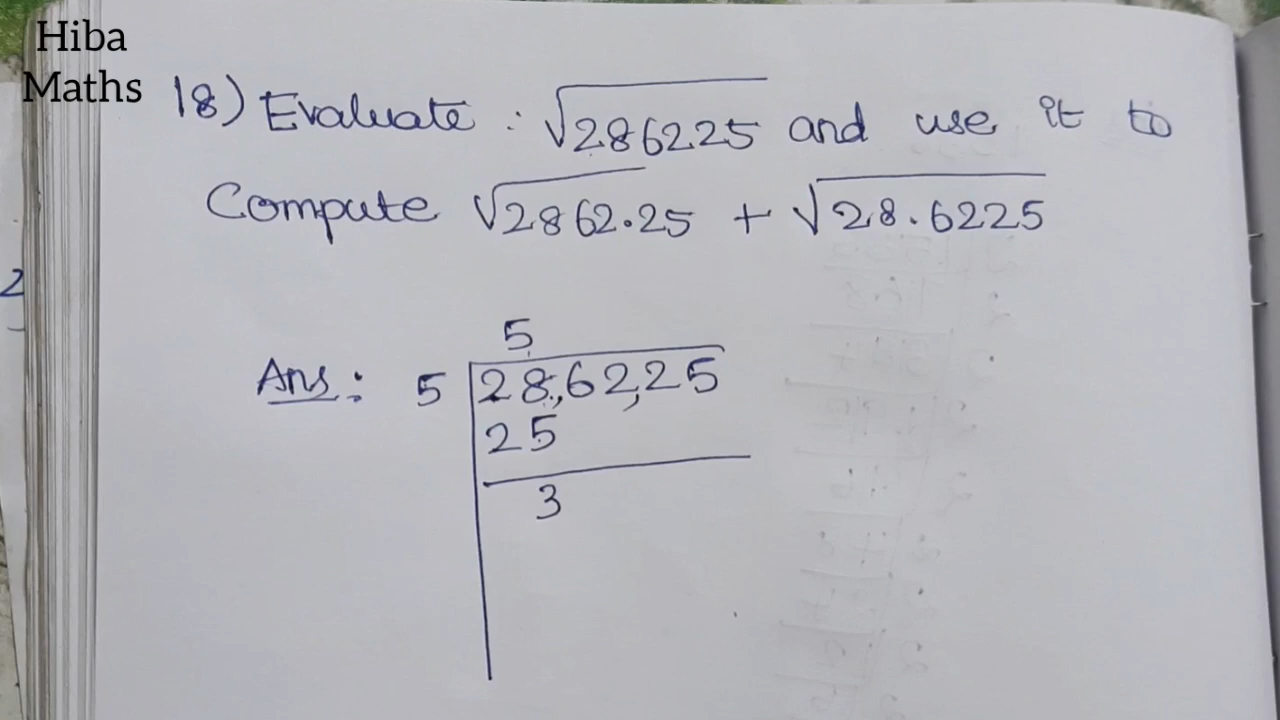 Hiba
Maths
18) Evaluate : √286225 and use it to
Compute √2862.25 + √28.6225
2
5
Ans : 5 28,62,25
25
3